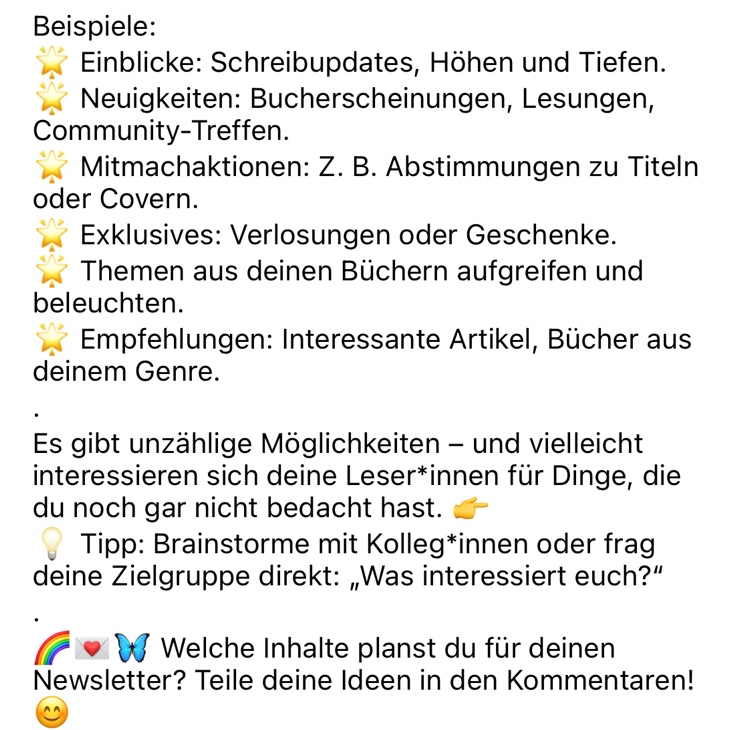 Beispiele:
🌟 Einblicke: Schreibupdates, Höhen und Tiefen.
🌟 Neuigkeiten: Bucherscheinungen, Lesungen,
Community-Treffen.
🌟 Mitmachaktionen: Z. B. Abstimmungen zu Titeln
oder Covern.
🌟 Exklusives: Verlosungen oder Geschenke.
🌟 Themen aus deinen Büchern aufgreifen und
beleuchten.
🌟 Empfehlungen: Interessante Artikel, Bücher aus
deinem Genre.
.
Es gibt unzählige Möglichkeiten – und vielleicht
interessieren sich deine Leser*innen für Dinge, die
du noch gar nicht bedacht hast. 👉
💡 Tipp: Brainstorme mit Kolleg*innen oder frag
deine Zielgruppe direkt: „Was interessiert euch?“
.
🌈💌🦋 Welche Inhalte planst du für deinen
Newsletter? Teile deine Ideen in den Kommentaren!
😊